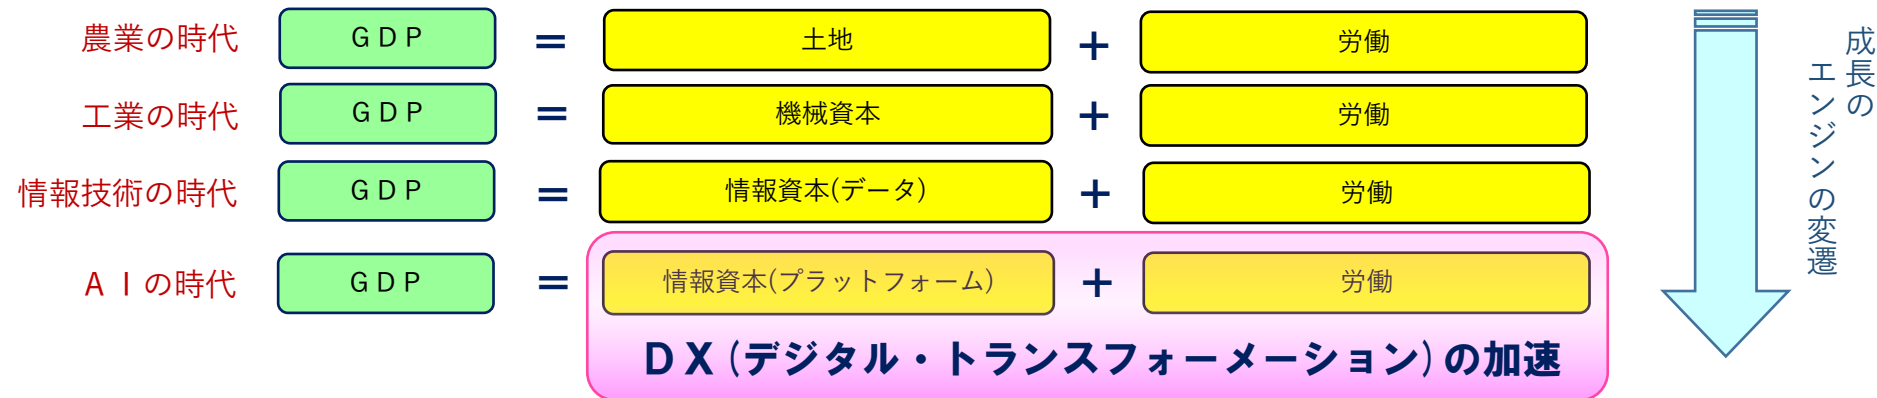 農業の時代 ＧＤＰ ＝ 土地 ＋ 労働
工業の時代 ＧＤＰ ＝ 機械資本 ＋ 労働
情報技術の時代 ＧＤＰ ＝ 情報資本(データ) ＋ 労働
ＡＩの時代 ＧＤＰ ＝ 情報資本(プラットフォーム) ＋ 労働
ＤＸ(デジタル・トランスフォーメーション)の加速
成長の
エンジンの変遷